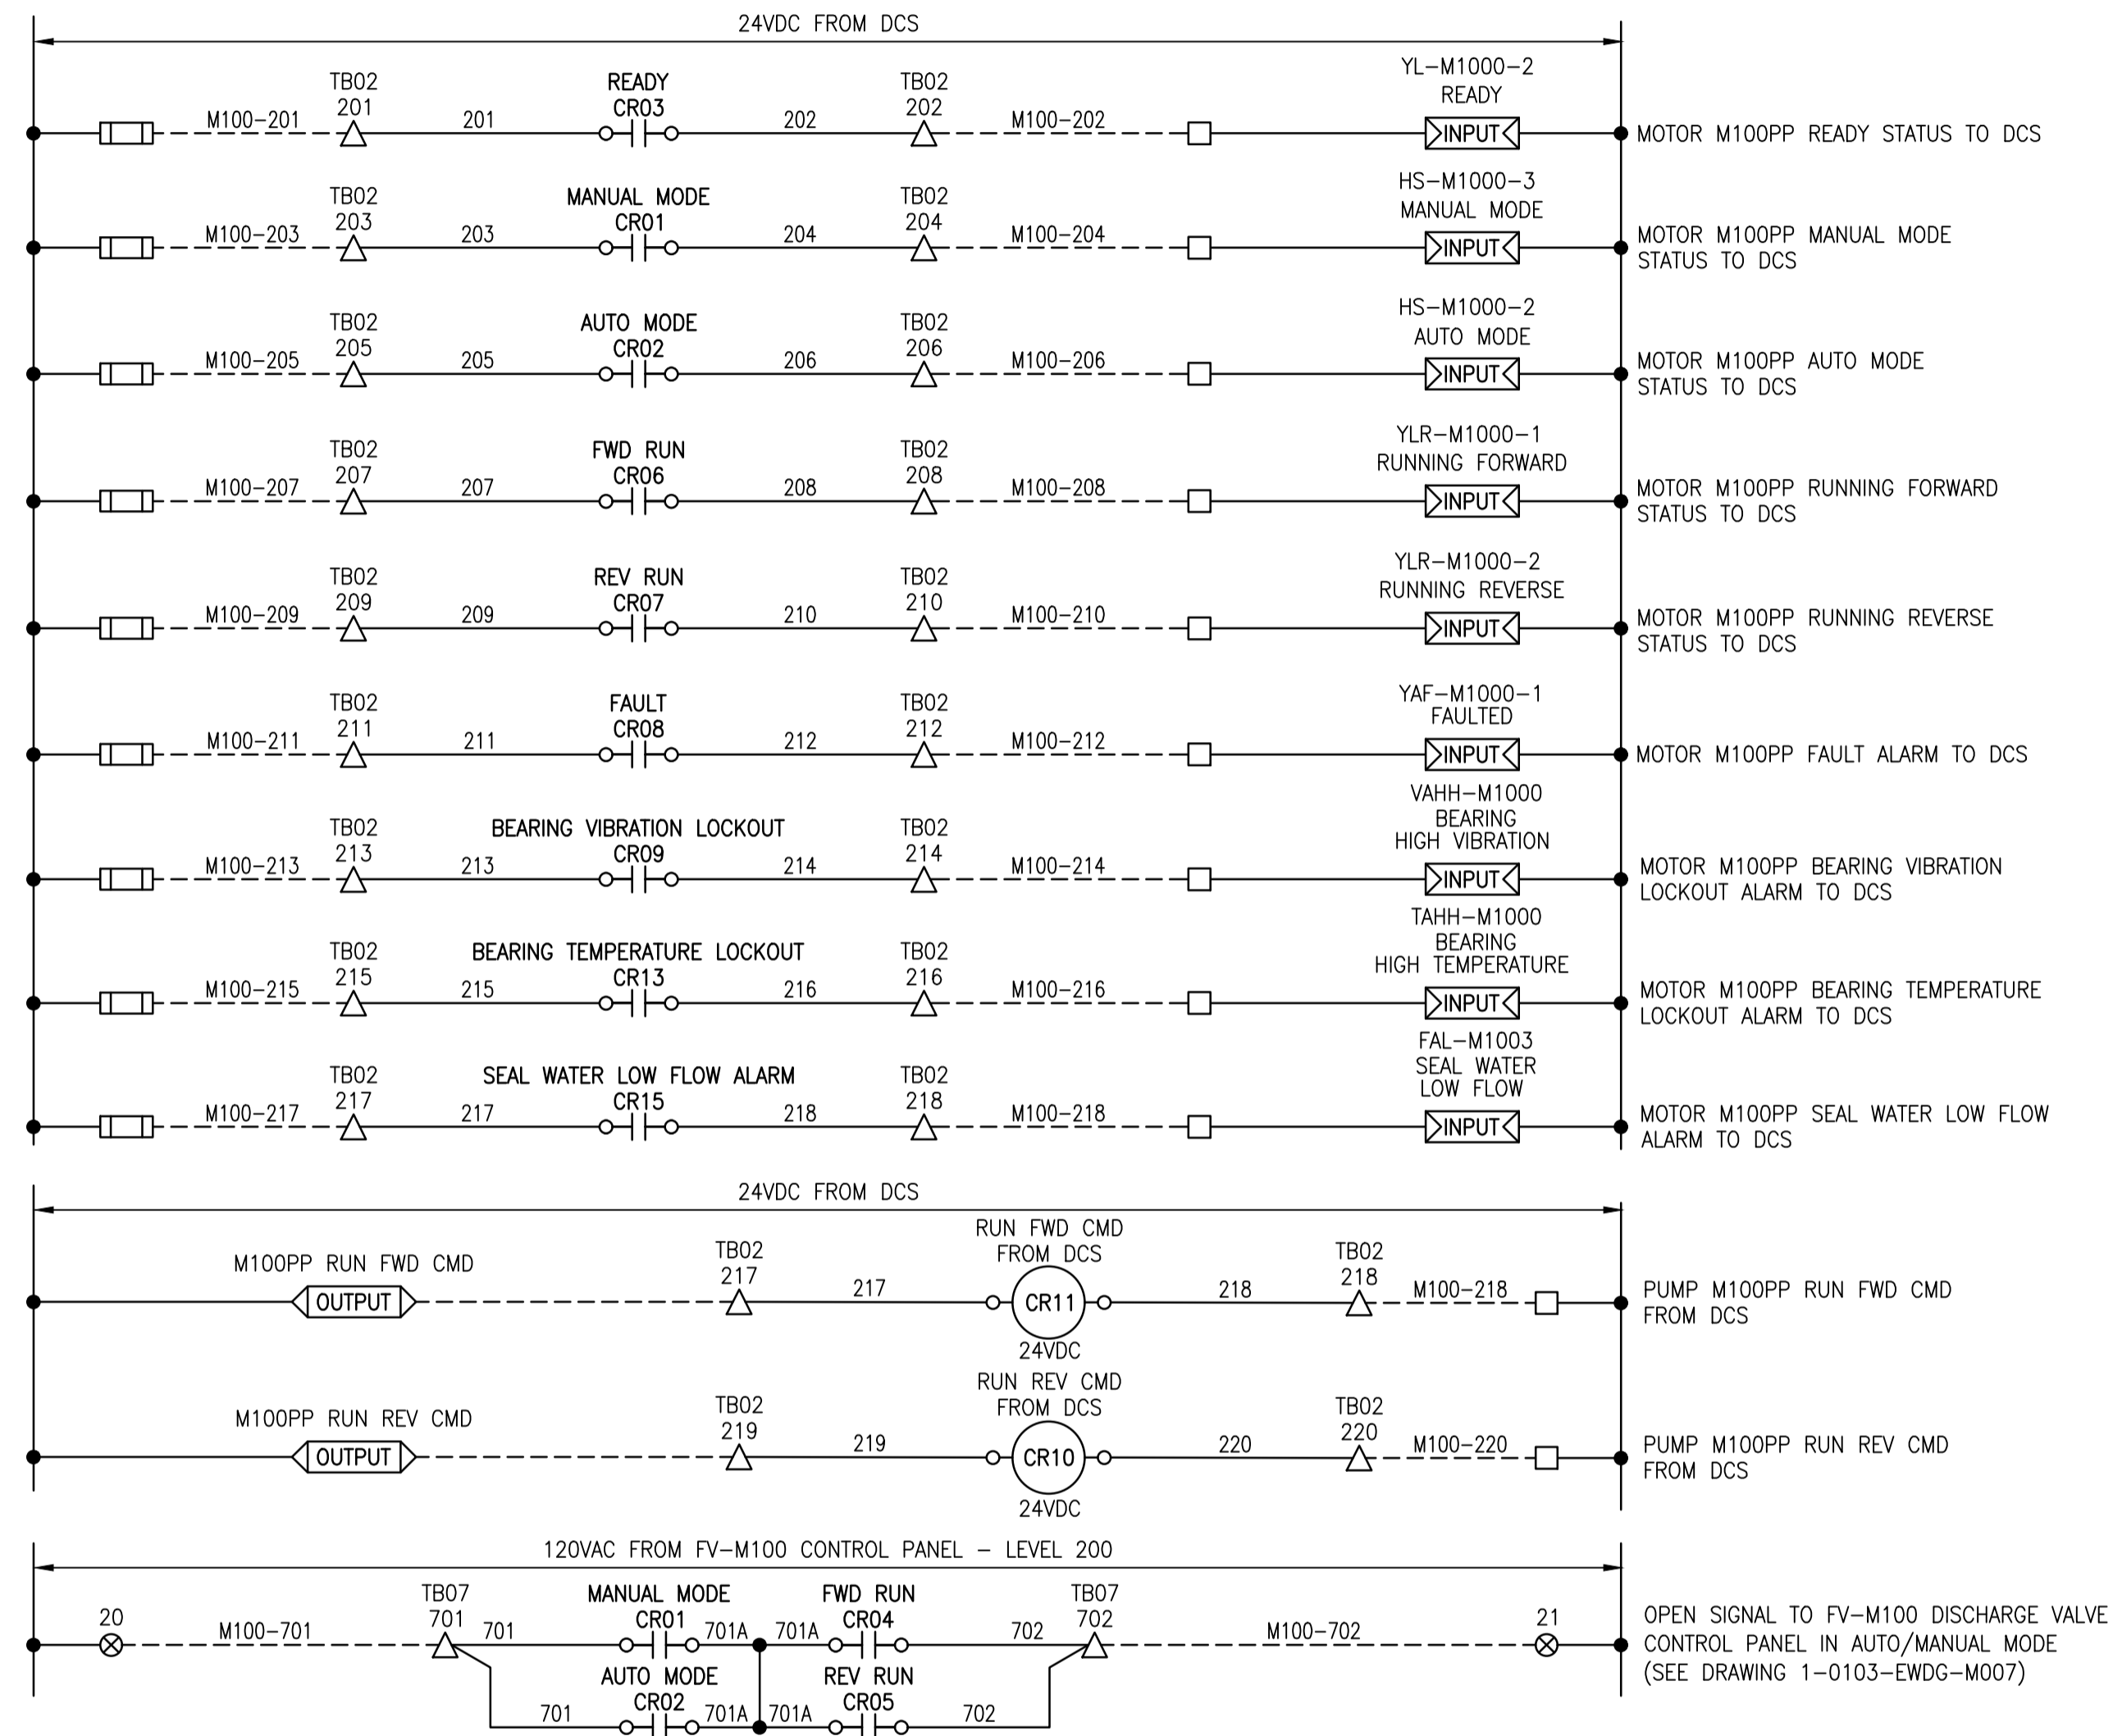 24VDC FROM DCS
TB02
201
M100-201
201
READY
CR03
202
TB02
202
M100-202
YL-M1000-2
READY
INPUT
MOTOR M100PP READY STATUS TO DCS
TB02
203
M100-203
203
MANUAL MODE
CR01
204
TB02
204
M100-204
HS-M1000-3
MANUAL MODE
INPUT
MOTOR M100PP MANUAL MODE
STATUS TO DCS
TB02
205
M100-205
205
AUTO MODE
CR02
206
TB02
206
M100-206
HS-M1000-2
AUTO MODE
INPUT
MOTOR M100PP AUTO MODE
STATUS TO DCS
TB02
207
M100-207
207
FWD RUN
CR06
208
TB02
208
M100-208
YLR-M1000-1
RUNNING FORWARD
INPUT
MOTOR M100PP RUNNING FORWARD
STATUS TO DCS
TB02
209
M100-209
209
REV RUN
CR07
210
TB02
210
M100-210
YLR-M1000-2
RUNNING REVERSE
INPUT
MOTOR M100PP RUNNING REVERSE
STATUS TO DCS
TB02
211
M100-211
211
FAULT
CR08
212
TB02
212
M100-212
YAF-M1000-1
FAULTED
INPUT
MOTOR M100PP FAULT ALARM TO DCS
TB02
213
M100-213
213
BEARING VIBRATION LOCKOUT
CR09
214
TB02
214
M100-214
VAHH-M1000
BEARING
HIGH VIBRATION
INPUT
MOTOR M100PP BEARING VIBRATION
LOCKOUT ALARM TO DCS
TB02
215
M100-215
215
BEARING TEMPERATURE LOCKOUT
CR13
216
TB02
216
M100-216
TAHH-M1000
BEARING
HIGH TEMPERATURE
INPUT
MOTOR M100PP BEARING TEMPERATURE
LOCKOUT ALARM TO DCS
TB02
217
M100-217
217
SEAL WATER LOW FLOW ALARM
CR15
218
TB02
218
M100-218
FAL-M1003
SEAL WATER
LOW FLOW
INPUT
MOTOR M100PP SEAL WATER LOW FLOW
ALARM TO DCS
24VDC FROM DCS
M100PP RUN FWD CMD
OUTPUT
TB02
217
217
RUN FWD CMD
FROM DCS
CR11
24VDC
218
TB02
218
M100-218
PUMP M100PP RUN FWD CMD
FROM DCS
M100PP RUN REV CMD
OUTPUT
TB02
219
219
RUN REV CMD
FROM DCS
CR10
24VDC
220
TB02
220
M100-220
PUMP M100PP RUN REV CMD
FROM DCS
120VAC FROM FV-M100 CONTROL PANEL - LEVEL 200
20
M100-701
TB07
701
701
MANUAL MODE
CR01
701A
701A
FWD RUN
CR04
702
TB07
702
M100-702
21
OPEN SIGNAL TO FV-M100 DISCHARGE VALVE
CONTROL PANEL IN AUTO/MANUAL MODE
(SEE DRAWING 1-0103-EWDG-M007)
701
AUTO MODE
CR02
701A
701A
REV RUN
CR05
702